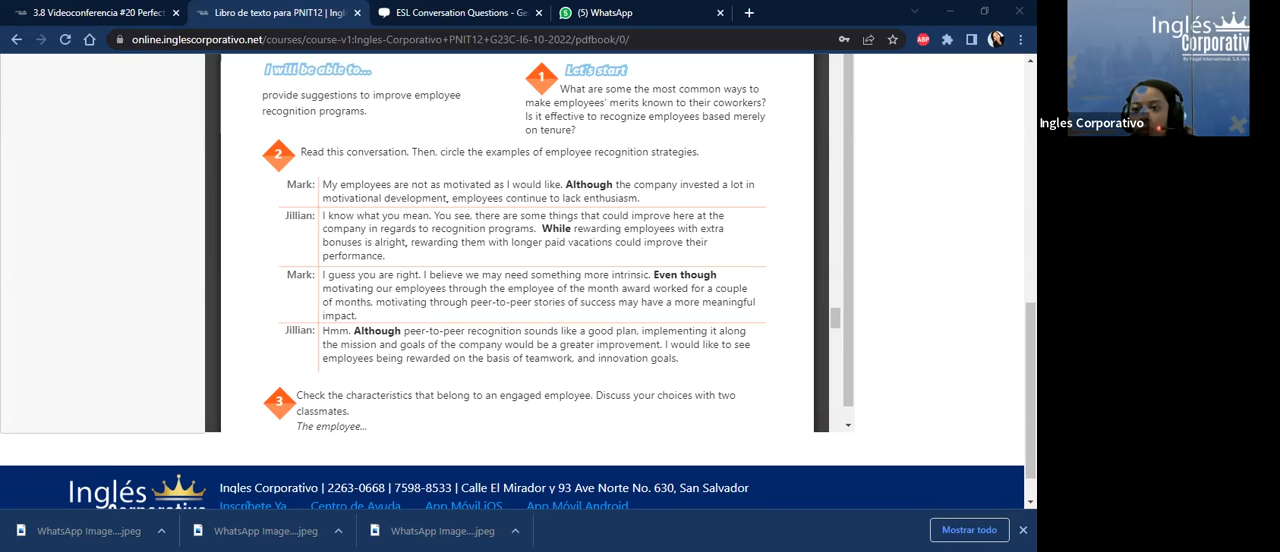 3.8 Videoconferencia #20 Perfect
Libro de texto para PNIT12 | Ingl
ESL Conversation Questions - Ge
(5) WhatsApp
online.inglescorporativo.net/courses/course-v1:Ingles-Corporativo+PNIT12+G23C-I6-10-2022/pdfbook/0/
ABP
Inglés
Corporativo
By Fegal International, S.A. de C
Ingles Corporativo
I will be able to...
provide suggestions to improve employee
recognition programs.
1
Let's start
What are some the most common ways to
make employees' merits known to their coworkers?
Is it effective to recognize employees based merely
on tenure?
2
Read this conversation. Then, circle the examples of employee recognition strategies.
Mark: My employees are not as motivated as I would like. Although the company invested a lot in
motivational development, employees continue to lack enthusiasm.
Jillian: I know what you mean. You see, there are some things that could improve here at the
company in regards to recognition programs. While rewarding employees with extra
bonuses is alright, rewarding them with longer paid vacations could improve their
performance.
Mark: I guess you are right. I believe we may need something more intrinsic. Even though
motivating our employees through the employee of the month award worked for a couple
of months, motivating through peer-to-peer stories of success may have a more meaningful
impact.
Jillian: Hmm. Although peer-to-peer recognition sounds like a good plan, implementing it along
the mission and goals of the company would be a greater improvement. I would like to see
employees being rewarded on the basis of teamwork, and innovation goals.
3
Check the characteristics that belong to an engaged employee. Discuss your choices with two
classmates.
The employee...
Inglés
Corporativo
Inglés Corporativo | 2263-0668 | 7598-8533 | Calle El Mirador y 93 Ave Norte No. 630, San Salvador
Inscríbete Ya
Centro de Ayuda
App Móvil iOS
App Móvil Android
WhatsApp Image....jpeg
WhatsApp Image....jpeg
WhatsApp Image....jpeg
Mostrar todo